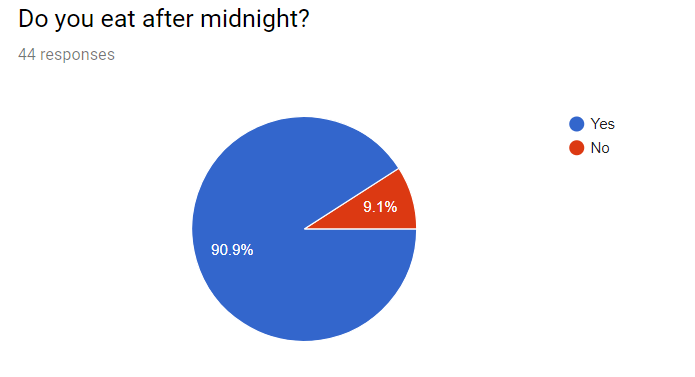 Do you eat after midnight?
44 responses
Yes
No
9.1%
90.9%